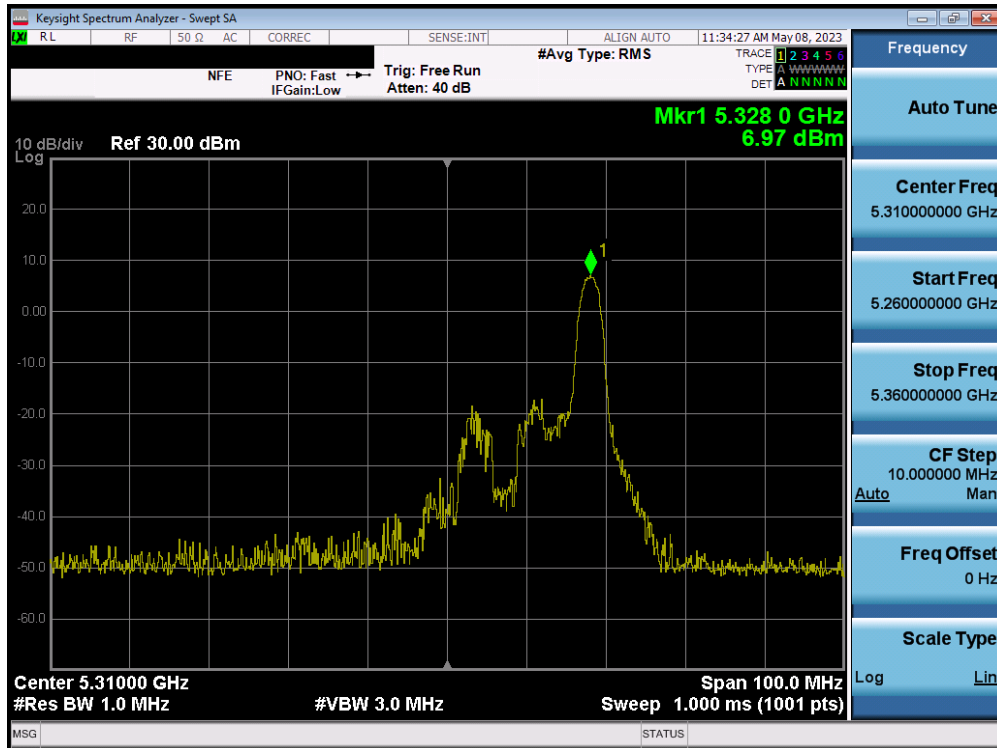 Keysight Spectrum Analyzer - Swept SA
LXI RL RF 50 Ω AC CORREC SENSE:INT ALIGN AUTO 11:34:27 AM May 08, 2023
#Avg Type: RMS
TRACE 1 2 3 4 5 6
NFE PNO: Fast Trig: Free Run TYPE A WWWWW
IFGain:Low Atten: 40 dB DET A N N N N N
Mkr1 5.328 0 GHz
6.97 dBm
10 dB/div Ref 30.00 dBm
Log
20.0
10.0
0.00
-10.0
-20.0
-30.0
-40.0
-50.0
-60.0
1
Center 5.31000 GHz Span 100.0 MHz
#Res BW 1.0 MHz #VBW 3.0 MHz Sweep 1.000 ms (1001 pts)
MSG STATUS
Frequency
Auto Tune
Center Freq
5.310000000 GHz
Start Freq
5.260000000 GHz
Stop Freq
5.360000000 GHz
CF Step
10.000000 MHz
Auto Man
Freq Offset
0 Hz
Scale Type
Log Lin